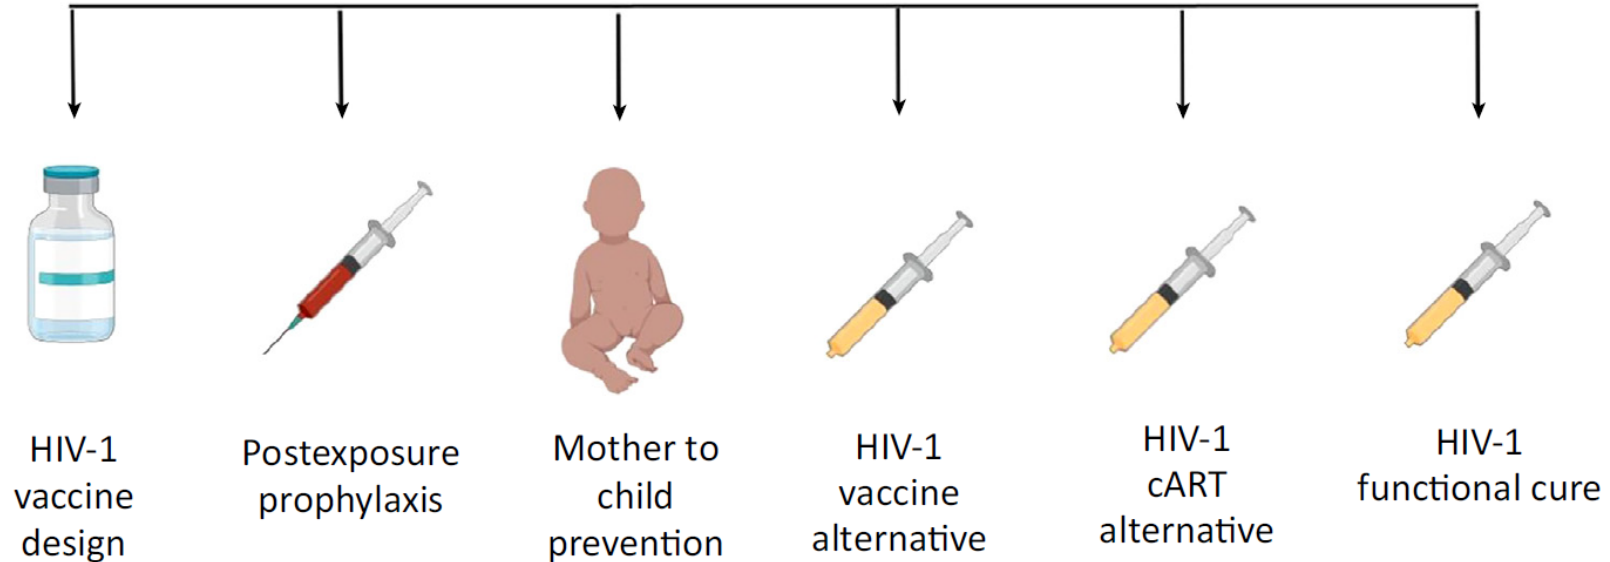 HIV-1
vaccine
design
Postexposure
prophylaxis
Mother to
child
prevention
HIV-1
vaccine
alternative
HIV-1
cART
alternative
HIV-1
functional cure